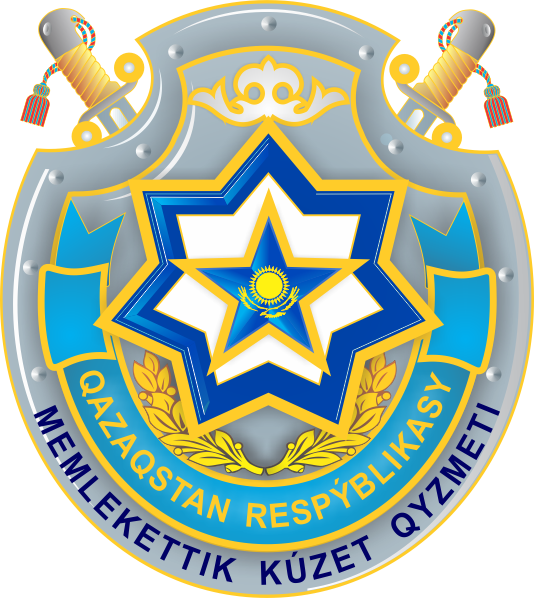 QAZAQSTAN RESPÝBLIKASY
MEMLEKETTIK KÚZET QYZMETI